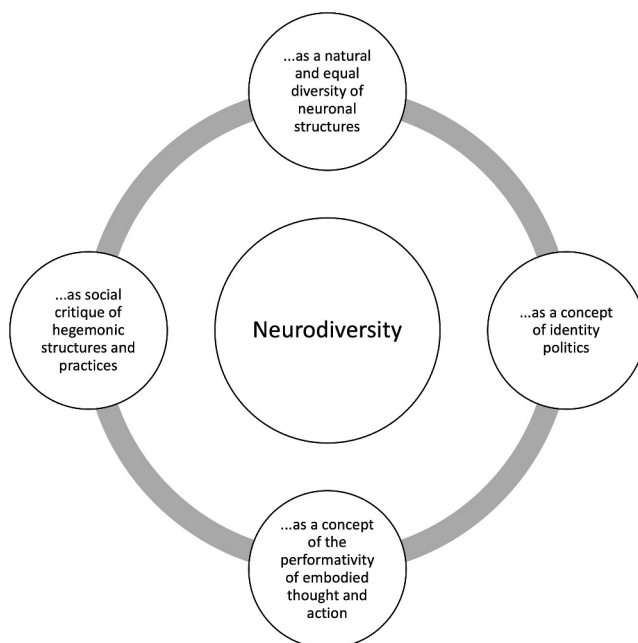 ...as a natural
and equal
diversity of
neuronal
structures
...as social
critique of
hegemonic
structures and
practices
Neurodiversity
...as a concept
of identity
politics
...as a concept
of the
performativity
of embodied
thought and
action